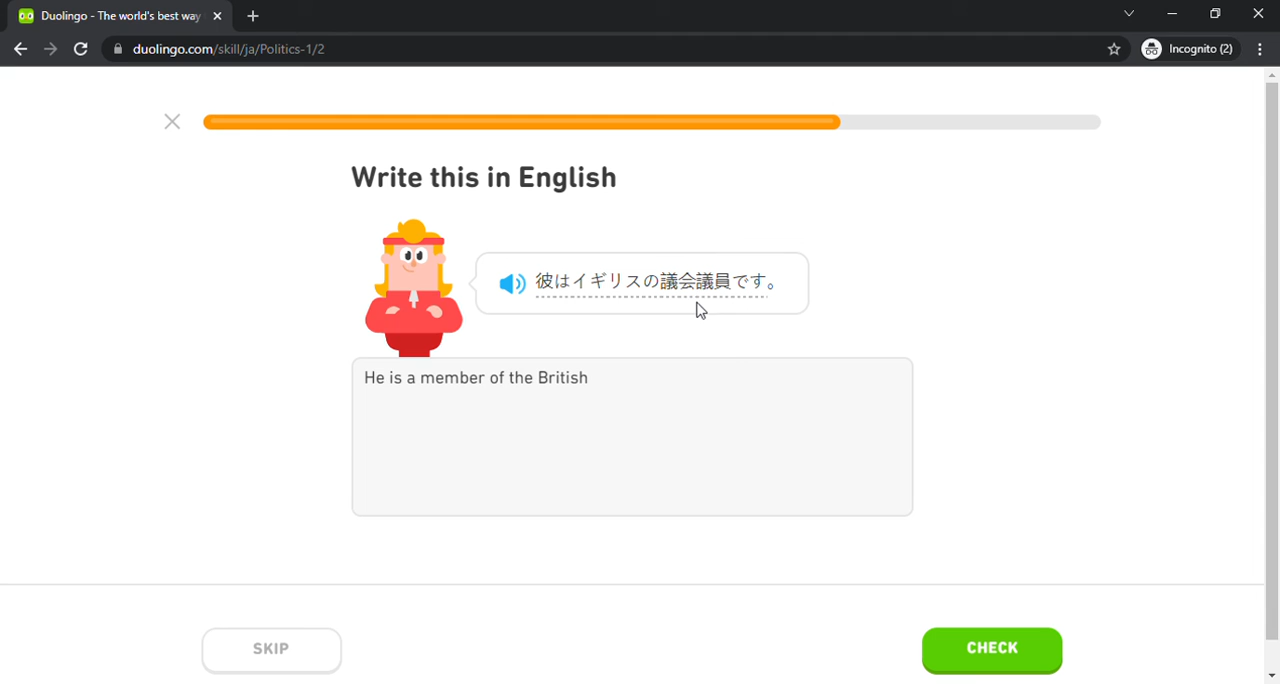 Duolingo - The world's best way
duolingo.com/skill/ja/Politics-1/2
Incognito (2)
Write this in English
彼はイギリスの議会議員です。
He is a member of the British
SKIP
CHECK